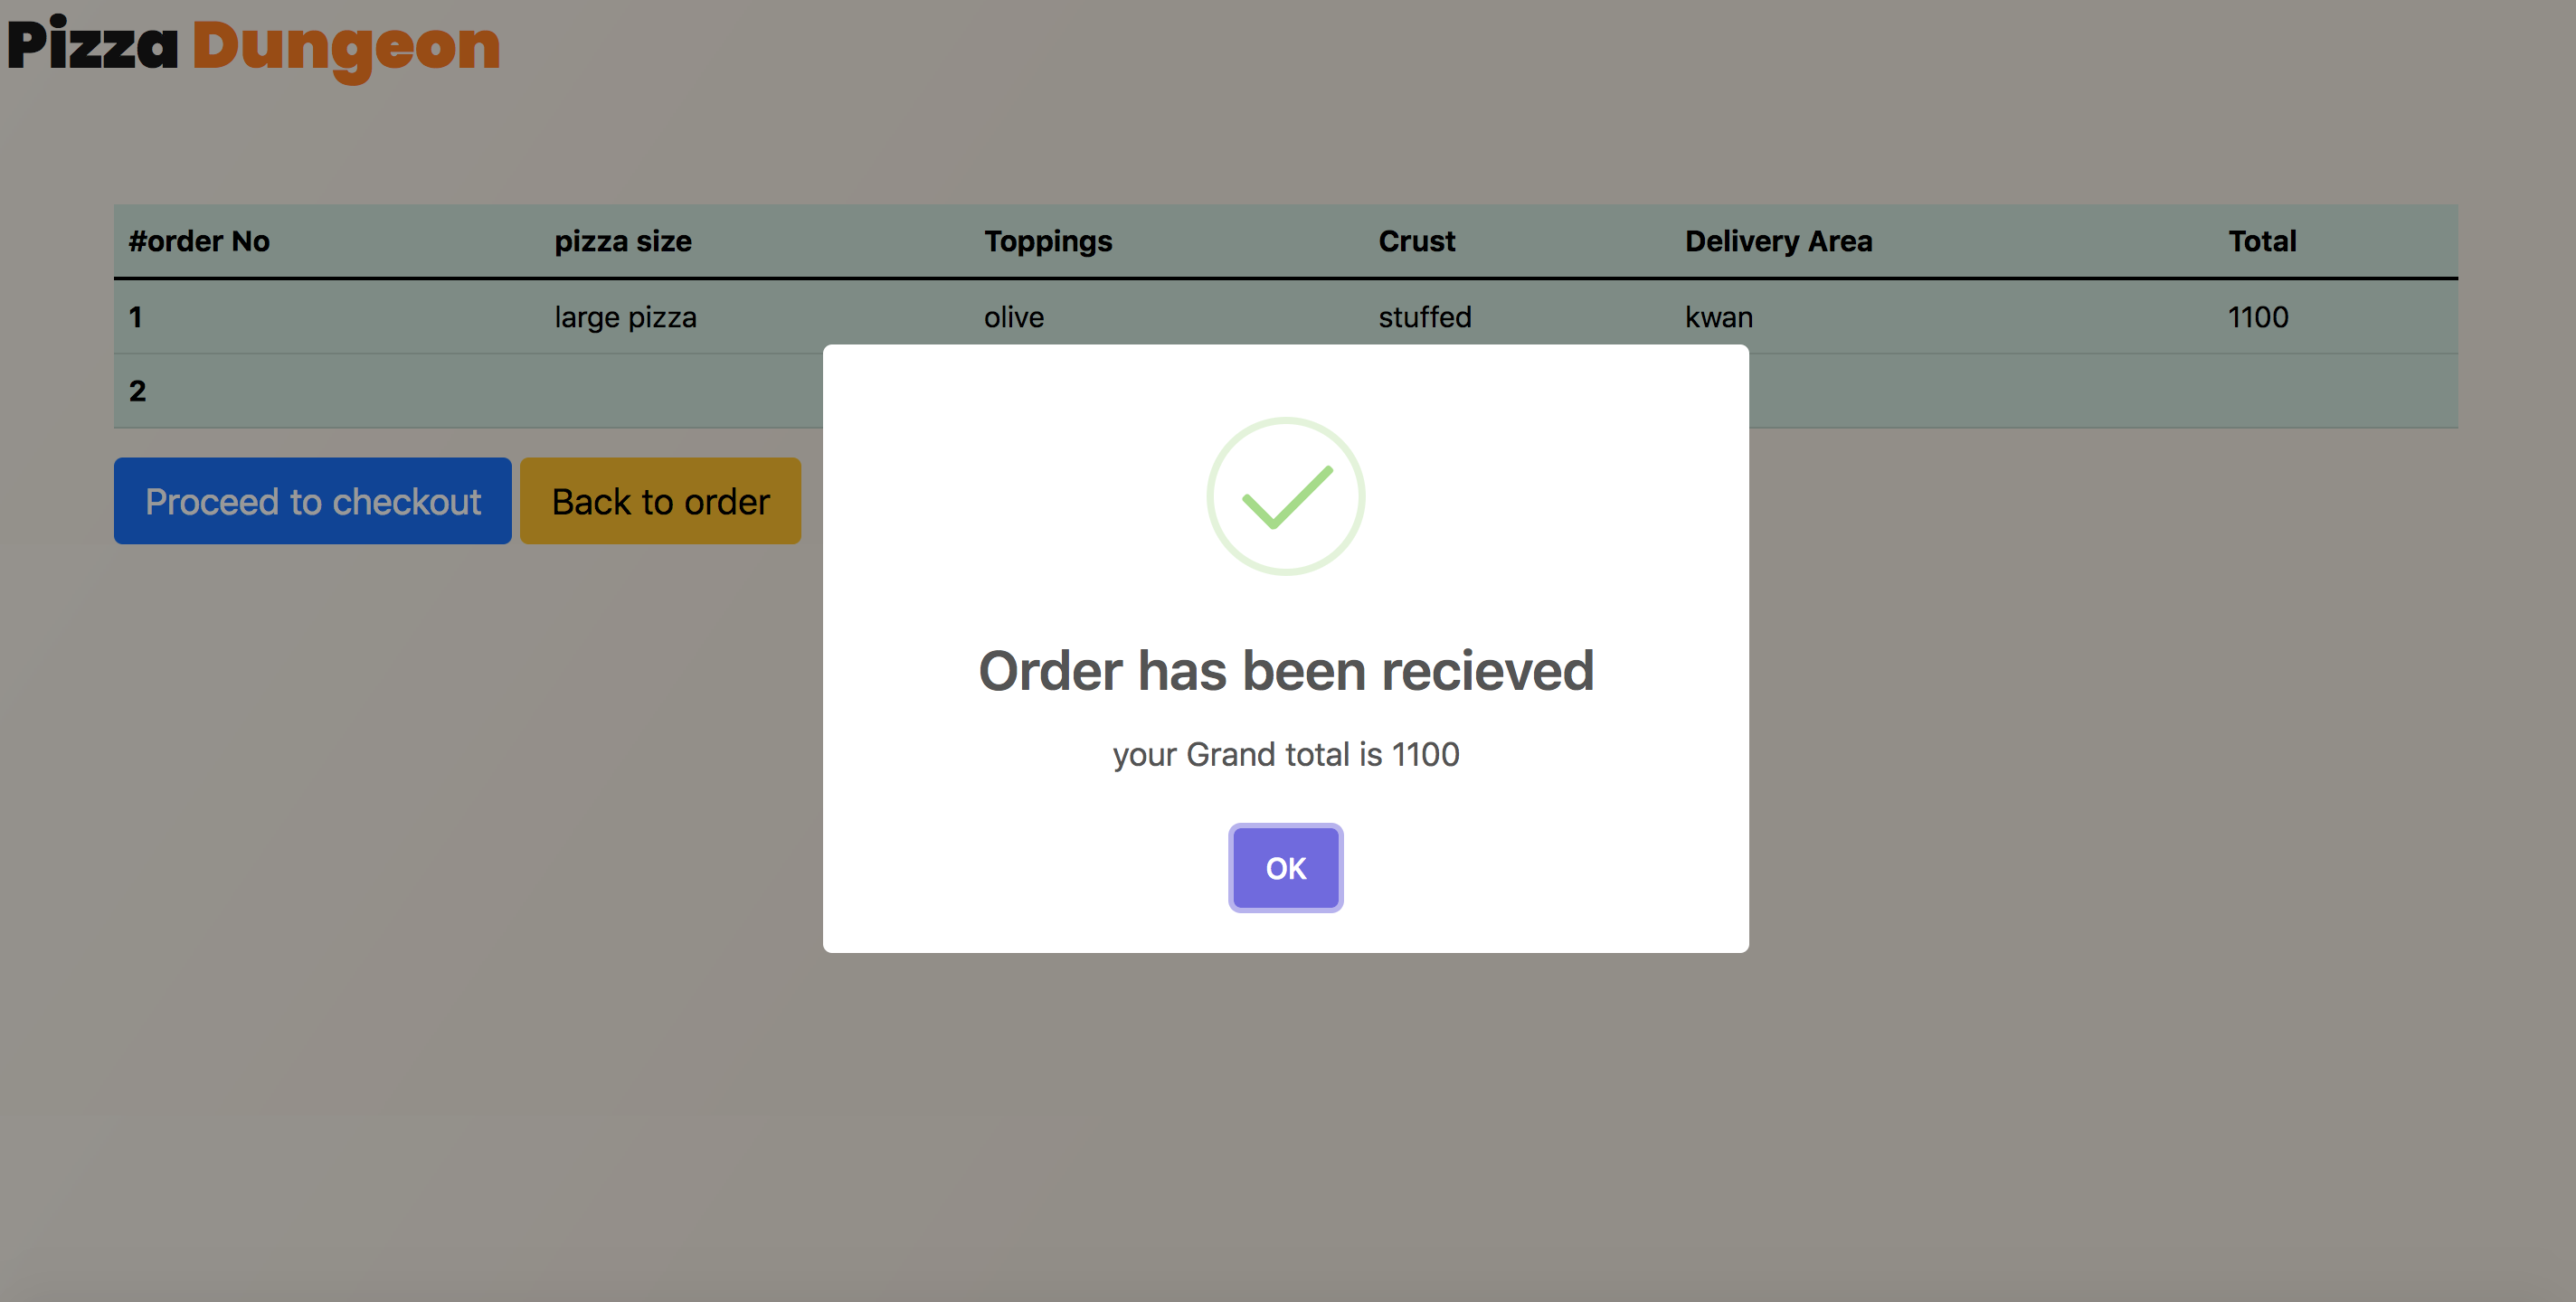 Pizza Dungeon
#order No pizza size Toppings Crust Delivery Area Total
1 large pizza olive stuffed kwan 1100
2
Proceed to checkout Back to order
Order has been recieved
your Grand total is 1100
OK